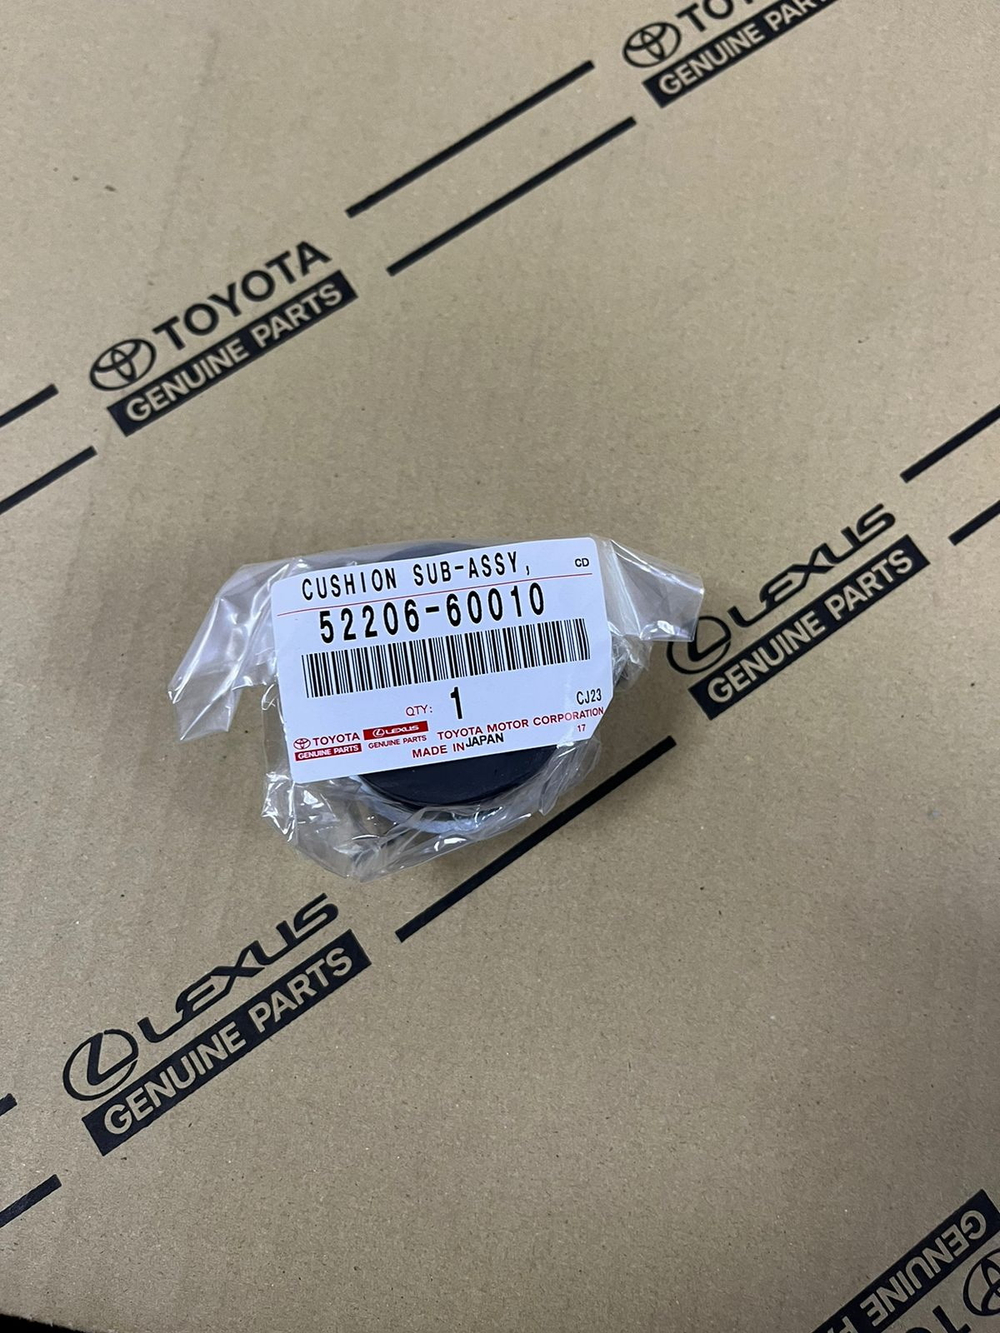 TOYOTA
GENUINE PARTS
TOYOTA
GENUINE PARTS
LEXUS
GENUINE PARTS
CUSHION SUB-ASSY,
CD
52206-60010
QTY: 1
CJ23
TOYOTA
GENUINE PARTS
LEXUS
GENUINE PARTS
TOYOTA MOTOR CORPORATION
17
MADE IN JAPAN
LEXUS
GENUINE PARTS
GENUINE